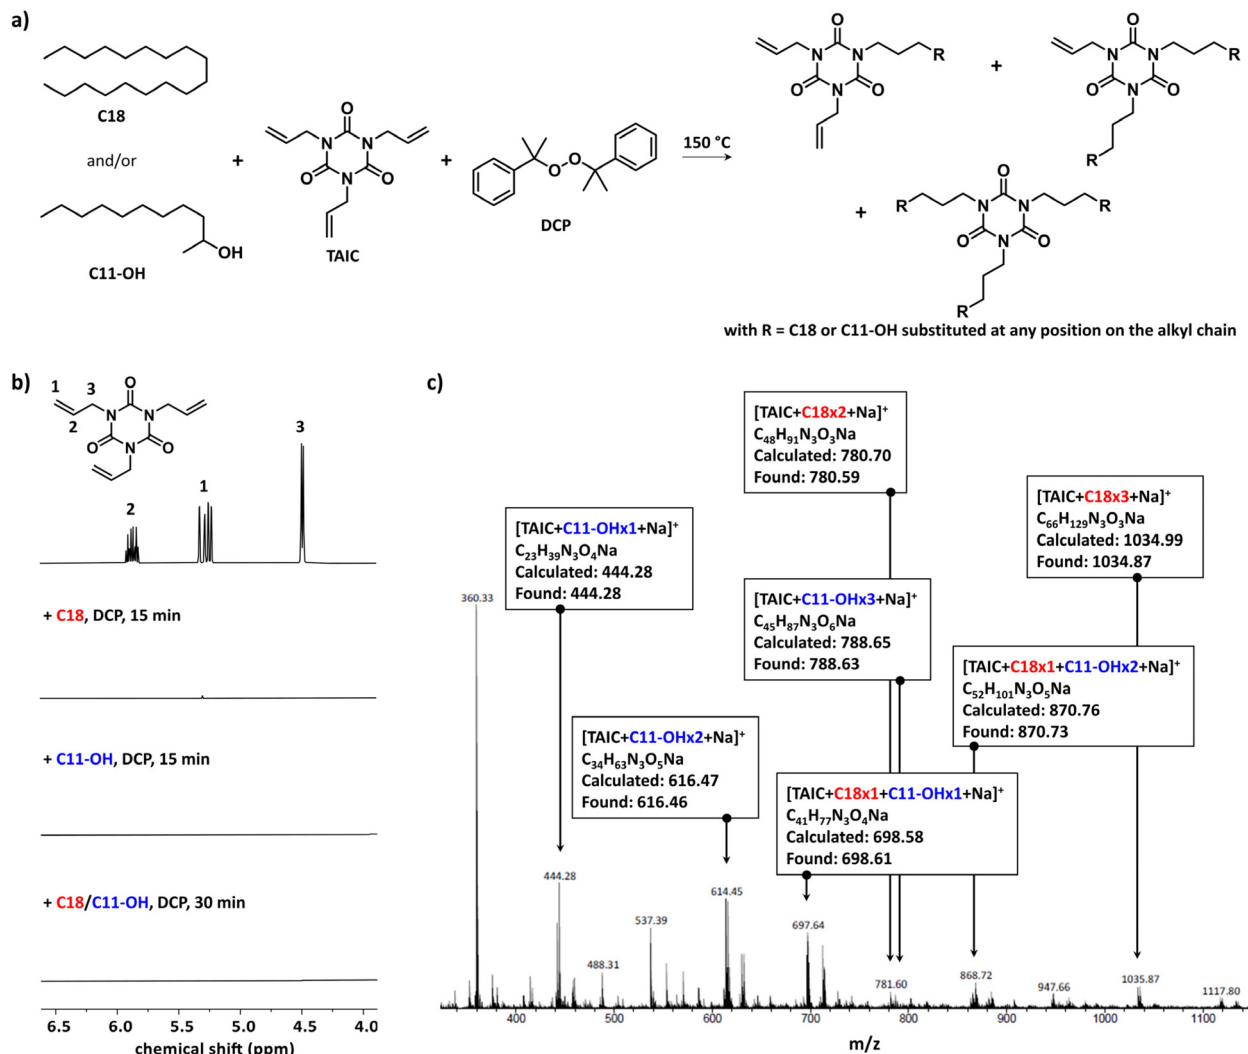 a)
C18
and/or
OH
C11-OH
+
O
N
N
O
N
O
TAIC
+
O
O
DCP
150 °C
O
N
N
R
O
N
O
+
O
N
N
R
O
N
O
R
+
O
R
N
N
R
O
N
O
R
with R = C18 or C11-OH substituted at any position on the alkyl chain
b)
1
3
2
O
N
N
O
N
O
2
1
3
+ C18, DCP, 15 min
+ C11-OH, DCP, 15 min
+ C18/C11-OH, DCP, 30 min
6.5 6.0 5.5 5.0 4.5 4.0
chemical shift (ppm)
c)
[TAIC+C18x2+Na]⁺
C₄₈H₉₁N₃O₃Na
Calculated: 780.70
Found: 780.59
[TAIC+C18x3+Na]⁺
C₆₆H₁₂₉N₃O₃Na
Calculated: 1034.99
Found: 1034.87
[TAIC+C11-OHx1+Na]⁺
C₂₃H₃₉N₃O₄Na
Calculated: 444.28
Found: 444.28
[TAIC+C11-OHx3+Na]⁺
C₄₅H₈₇N₃O₆Na
Calculated: 788.65
Found: 788.63
[TAIC+C18x1+C11-OHx2+Na]⁺
C₅₂H₁₀₁N₃O₅Na
Calculated: 870.76
Found: 870.73
[TAIC+C11-OHx2+Na]⁺
C₃₄H₆₃N₃O₅Na
Calculated: 616.47
Found: 616.46
[TAIC+C18x1+C11-OHx1+Na]⁺
C₄₁H₇₇N₃O₄Na
Calculated: 698.58
Found: 698.61
360.33
444.28
488.31
537.39
614.45
697.64
781.60
868.72
947.66
1035.87
1117.80
400 500 600 700 800 900 1000 1100
m/z